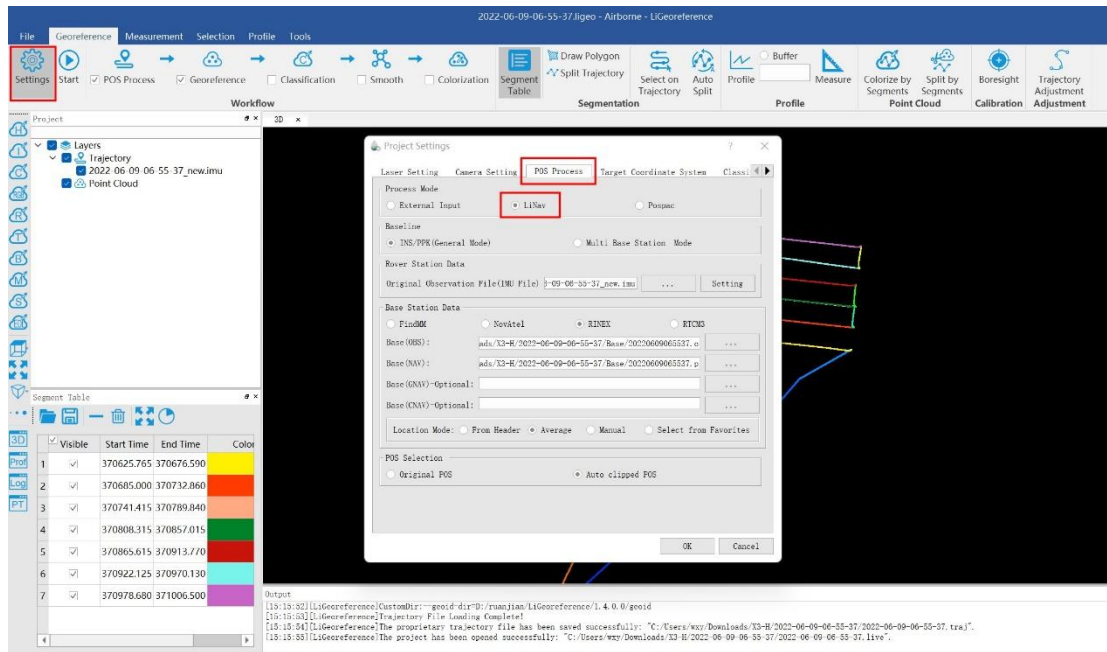 2022-06-09-06-55-37.ligeo - Airborne - LiGeoreference
File Georeference Measurement Selection Profile Tools
Settings Start POS Process Georeference Classification Smooth Colorization Segment Table Draw Polygon Split Trajectory Select on Trajectory Auto Split Profile Buffer Measure Colorize by Segments Split by Segments Boresight Trajectory Adjustment
Workflow Segmentation Profile Point Cloud Calibration Adjustment
Project
3D
Layers
Trajectory
2022-06-09-06-55-37_new.imu
Point Cloud
Project Settings
Laser Setting Camera Setting POS Process Target Coordinate System Classi
Process Mode
External Input LiNav Pospac
Baseline
INS/PPK(General Mode) Multi Base Station Mode
Rover Station Data
Original Observation File(IMU File) -09-06-55-37_new.imu ... Setting
Base Station Data
FindMM NovAtel RINEX RTCM3
Base(OBS): ads/X3-H/2022-06-09-06-55-37/Base/20220609065537.o ...
Base(NAV): ads/X3-H/2022-06-09-06-55-37/Base/20220609065537.p ...
Base(GNAV)-Optional: ...
Base(CNAV)-Optional: ...
Location Mode: From Header Average Manual Select from Favorites
POS Selection
Original POS Auto clipped POS
OK Cancel
Segment Table
Visible Start Time End Time Color
1 370625.765 370676.590
2 370685.000 370732.860
3 370741.415 370789.840
4 370808.315 370857.015
5 370865.615 370913.770
6 370922.125 370970.130
7 370978.680 371006.500
3D
Prof
Log
PT
Output
[15:15:52][LiGeoreference]CustomDir:--geoid-dir=D:/ruanjian/LiGeoreference/1.4.0.0/geoid
[15:15:53][LiGeoreference]Trajectory File Loading Complete!
[15:15:54][LiGeoreference]The proprietary trajectory file has been saved successfully: "C:/Users/wxy/Downloads/X3-H/2022-06-09-06-55-37/2022-06-09-06-55-37.traj".
[15:15:55][LiGeoreference]The project has been opened successfully: "C:/Users/wxy/Downloads/X3-H/2022-06-09-06-55-37/2022-06-09-06-55-37.live".